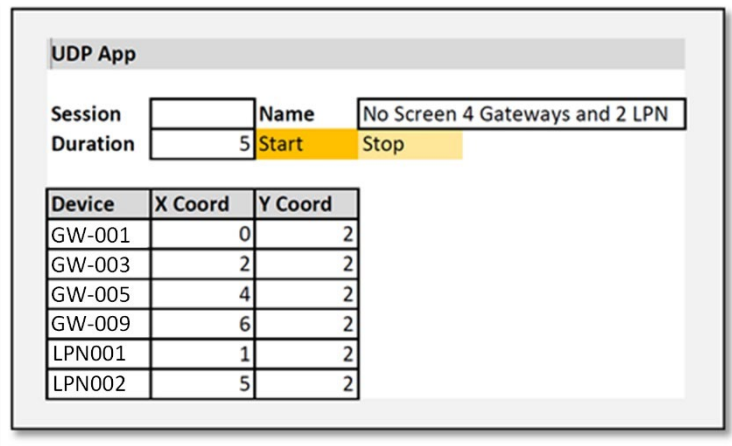 UDP App
Session Name No Screen 4 Gateways and 2 LPN
Duration 5 Start Stop
Device X Coord Y Coord
GW-001 0 2
GW-003 2 2
GW-005 4 2
GW-009 6 2
LPN001 1 2
LPN002 5 2